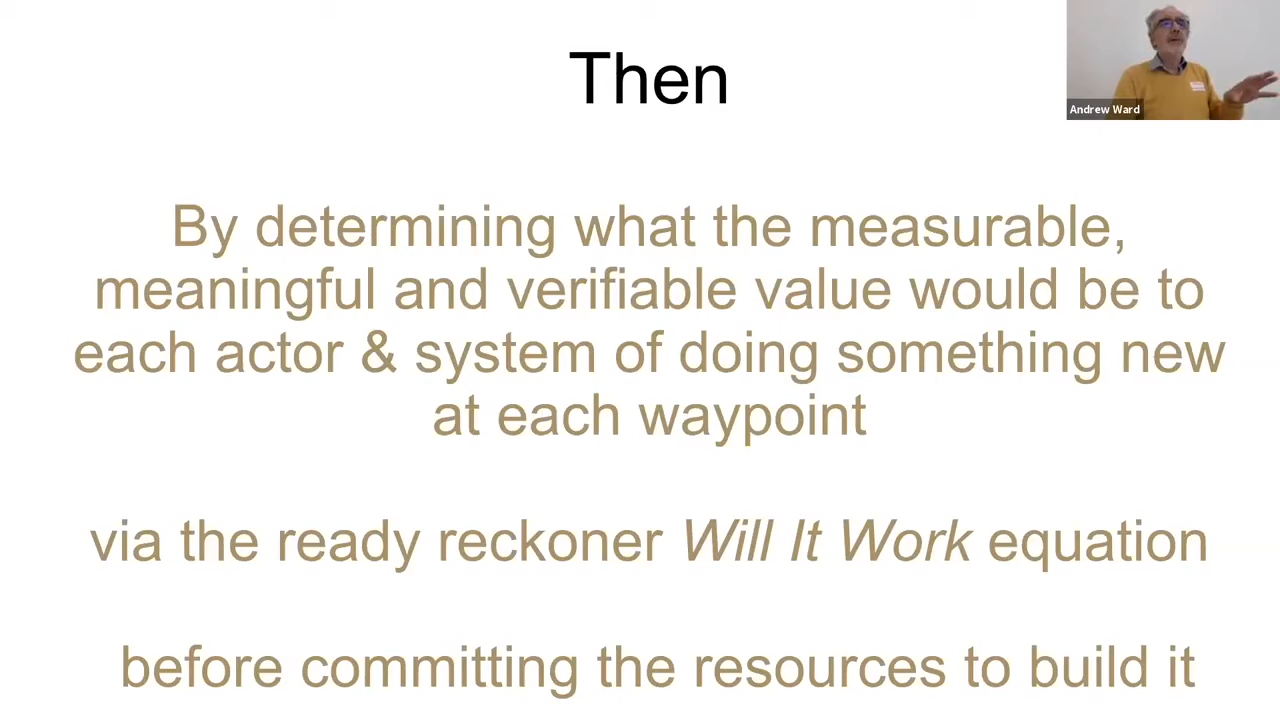 Then
Andrew Ward
By determining what the measurable,
meaningful and verifiable value would be to
each actor & system of doing something new
at each waypoint
via the ready reckoner Will It Work equation
before committing the resources to build it